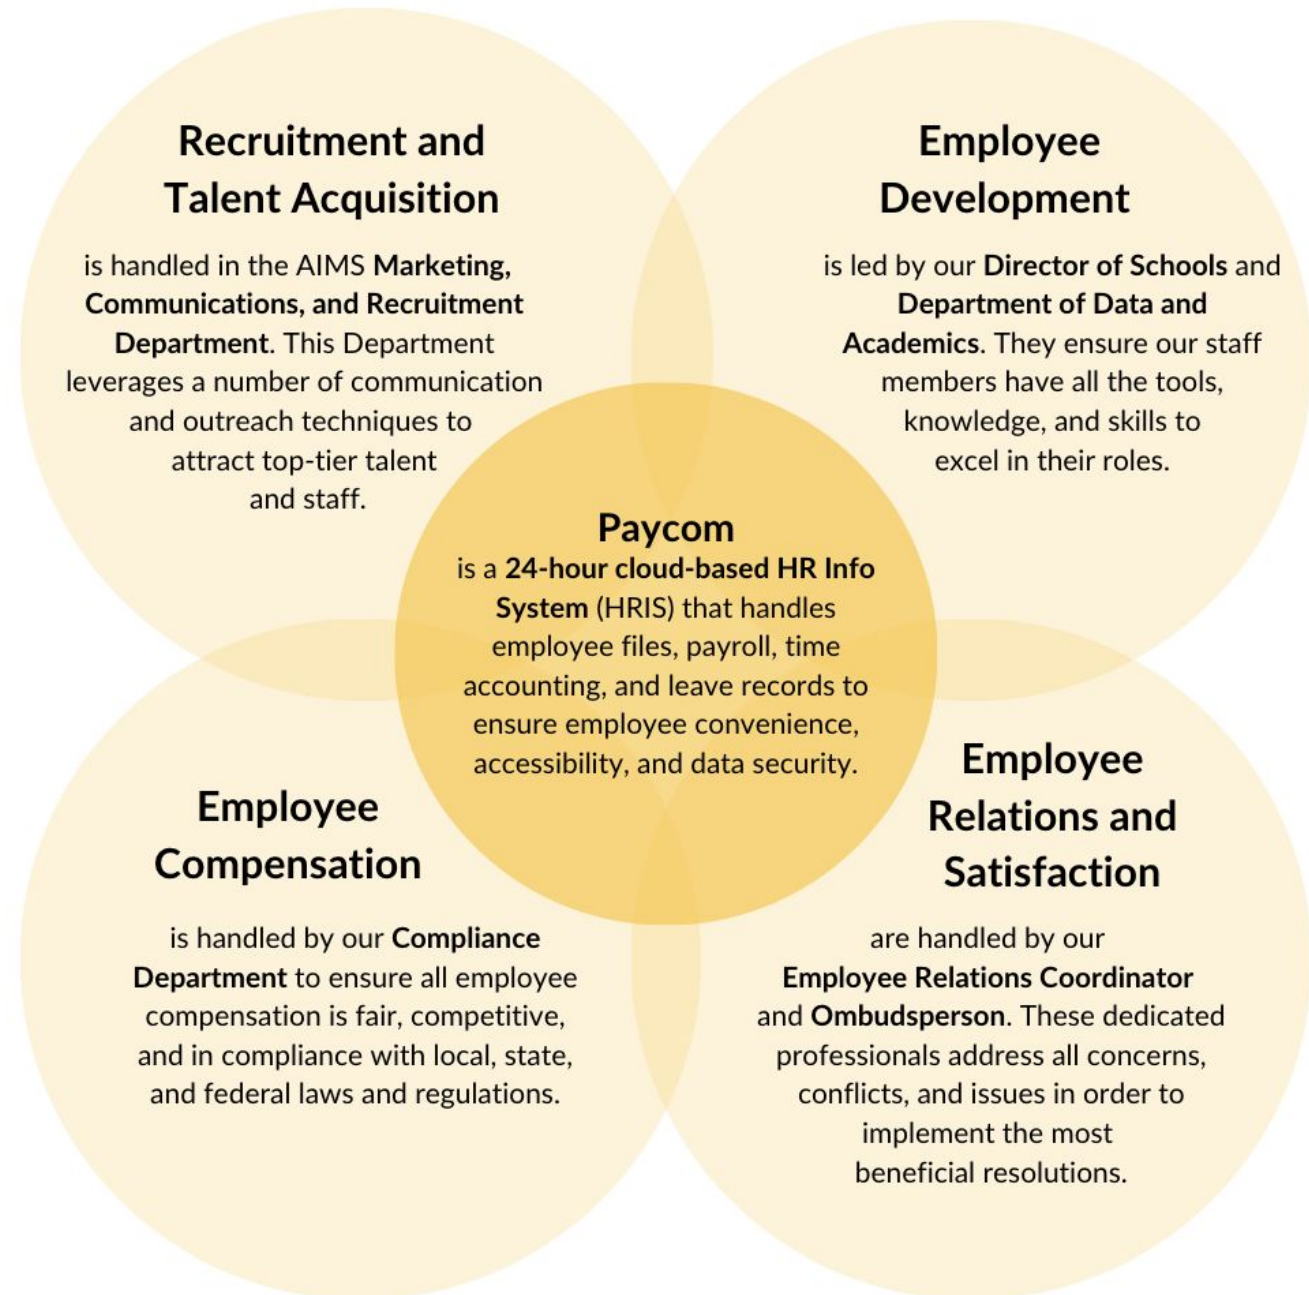 Recruitment and
Talent Acquisition
is handled in the AIMS Marketing,
Communications, and Recruitment
Department. This Department
leverages a number of communication
and outreach techniques to
attract top-tier talent
and staff.
Employee
Development
is led by our Director of Schools and
Department of Data and
Academics. They ensure our staff
members have all the tools,
knowledge, and skills to
excel in their roles.
Paycom
is a 24-hour cloud-based HR Info
System (HRIS) that handles
employee files, payroll, time
accounting, and leave records to
ensure employee convenience,
accessibility, and data security.
Employee
Compensation
is handled by our Compliance
Department to ensure all employee
compensation is fair, competitive,
and in compliance with local, state,
and federal laws and regulations.
Employee
Relations and
Satisfaction
are handled by our
Employee Relations Coordinator
and Ombudsperson. These dedicated
professionals address all concerns,
conflicts, and issues in order to
implement the most
beneficial resolutions.